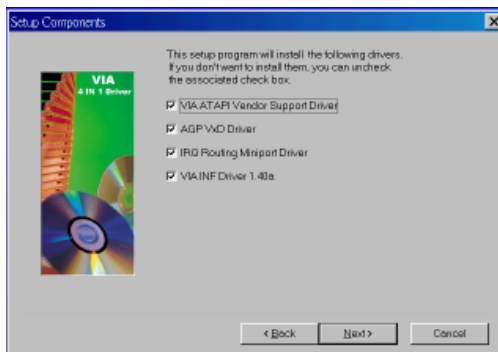 Setup Components
This setup program will install the following drivers.
If you don't want to install them, you can uncheck
the associated check box.
VIA
4 IN 1 Driver
VIA ATAPI Vendor Support Driver
AGP VxD Driver
IRQ Routing Miniport Driver
VIA INF Driver 1.40a
< Back
Next >
Cancel